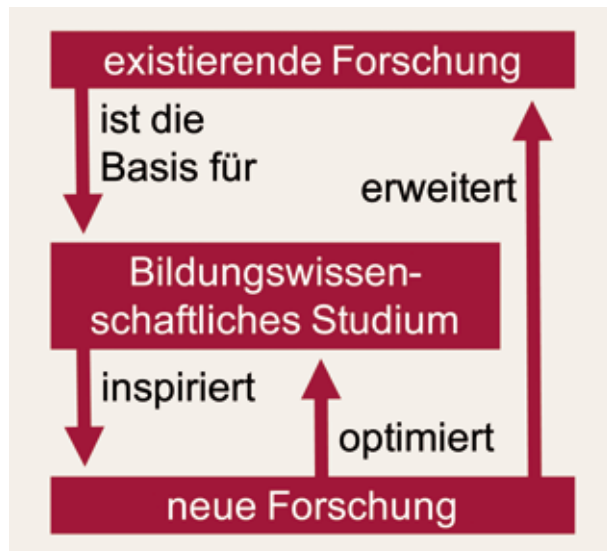 existierende Forschung
ist die
Basis für
erweitert
Bildungswissen-
schaftliches Studium
inspiriert
optimiert
neue Forschung